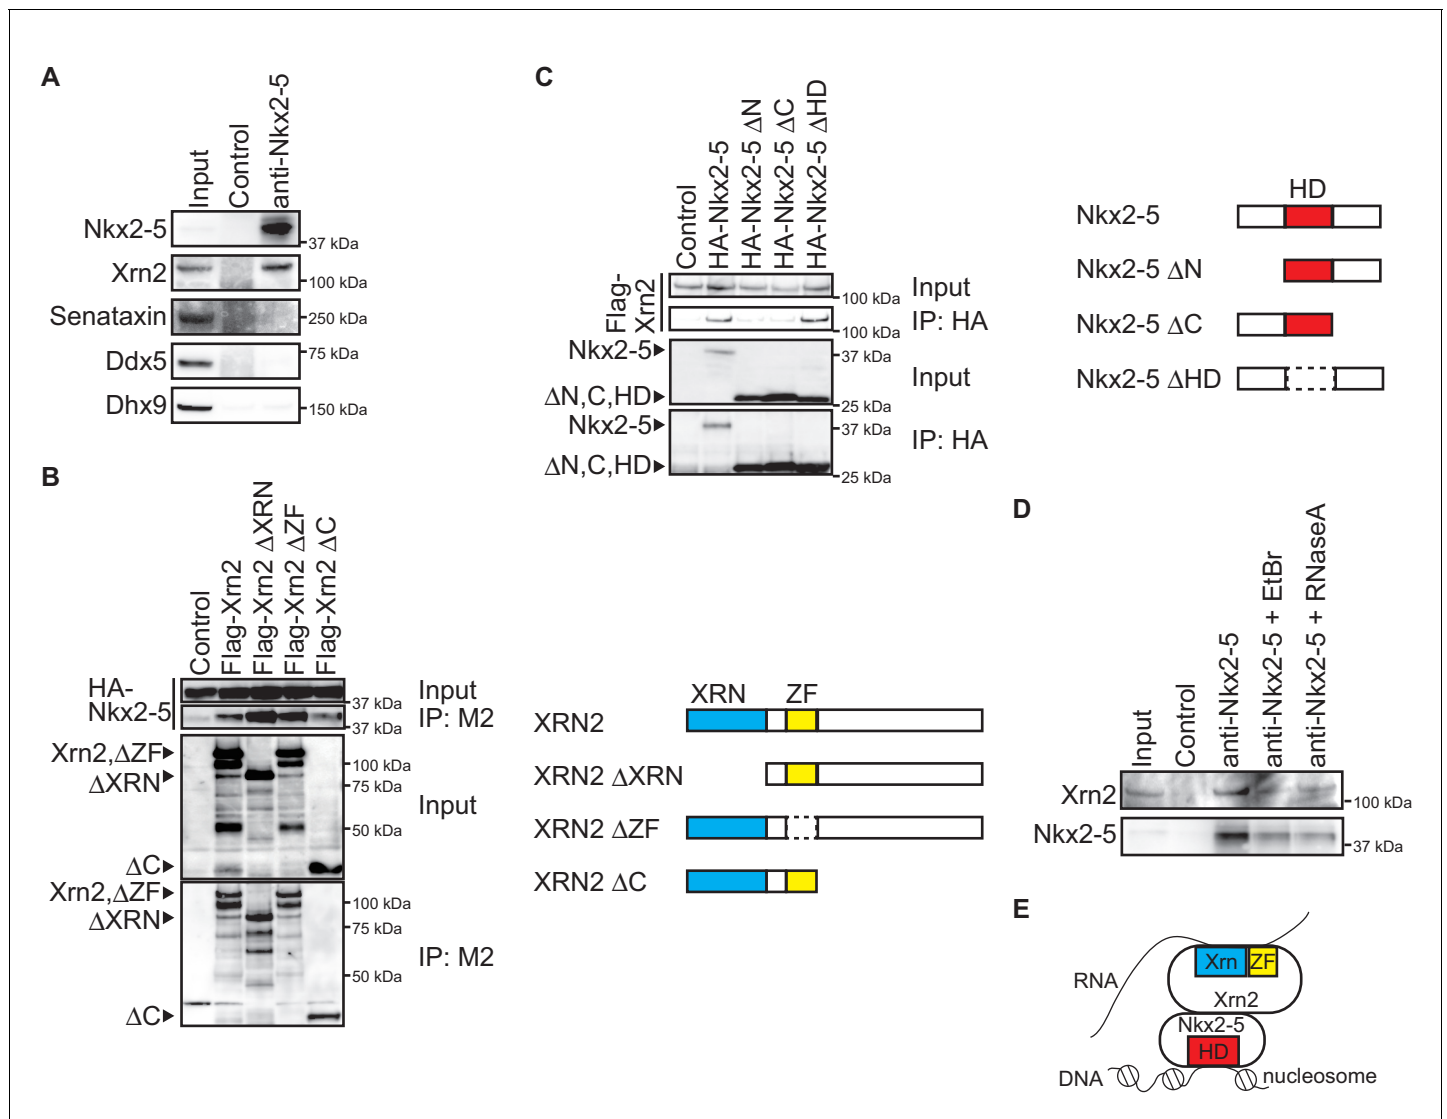 A
Input
Control
anti-Nkx2-5
Nkx2-5
37 kDa
Xrn2
100 kDa
Senataxin
250 kDa
Ddx5
75 kDa
Dhx9
150 kDa
B
Control
Flag-Xrn2
Flag-Xrn2 ΔXRN
Flag-Xrn2 ΔZF
Flag-Xrn2 ΔC
HA-
Nkx2-5
37 kDa
Input
37 kDa
IP: M2
Xrn2,ΔZF
100 kDa
ΔXRN
75 kDa
Input
50 kDa
ΔC
Xrn2,ΔZF
100 kDa
ΔXRN
75 kDa
IP: M2
50 kDa
ΔC
XRN
ZF
XRN2
XRN2 ΔXRN
XRN2 ΔZF
XRN2 ΔC
C
Control
HA-Nkx2-5
HA-Nkx2-5 ΔN
HA-Nkx2-5 ΔC
HA-Nkx2-5 ΔHD
Flag-
Xrn2
Input
100 kDa
IP: HA
100 kDa
Nkx2-5
37 kDa
Input
ΔN,C,HD
25 kDa
Nkx2-5
37 kDa
IP: HA
ΔN,C,HD
25 kDa
HD
Nkx2-5
Nkx2-5 ΔN
Nkx2-5 ΔC
Nkx2-5 ΔHD
D
Input
Control
anti-Nkx2-5
anti-Nkx2-5 + EtBr
anti-Nkx2-5 + RNaseA
Xrn2
100 kDa
Nkx2-5
37 kDa
E
Xrn
ZF
RNA
Xrn2
Nkx2-5
HD
DNA
nucleosome